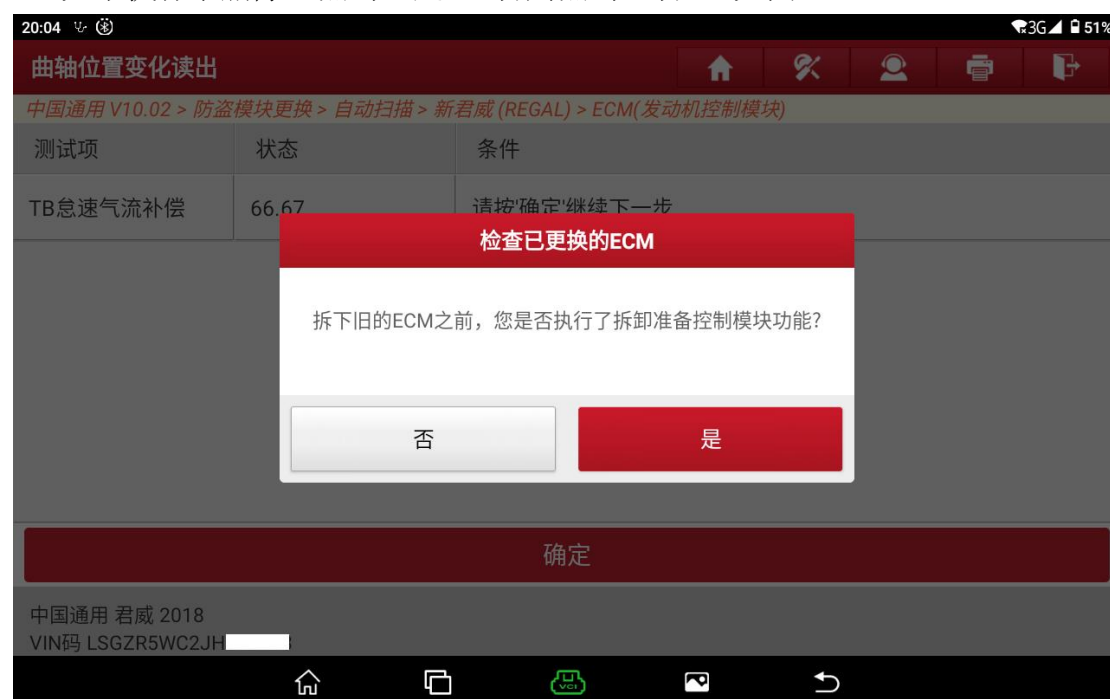 20:04 3G 51%
曲轴位置变化读出
中国通用 V10.02 > 防盗模块更换 > 自动扫描 > 新君威 (REGAL) > ECM(发动机控制模块)
测试项 状态 条件
TB怠速气流补偿 66.67 请按'确定'继续下一步
检查已更换的ECM
拆下旧的ECM之前，您是否执行了拆卸准备控制模块功能?
否 是
确定
中国通用 君威 2018
VIN码 LSGZR5WC2JH
VCI